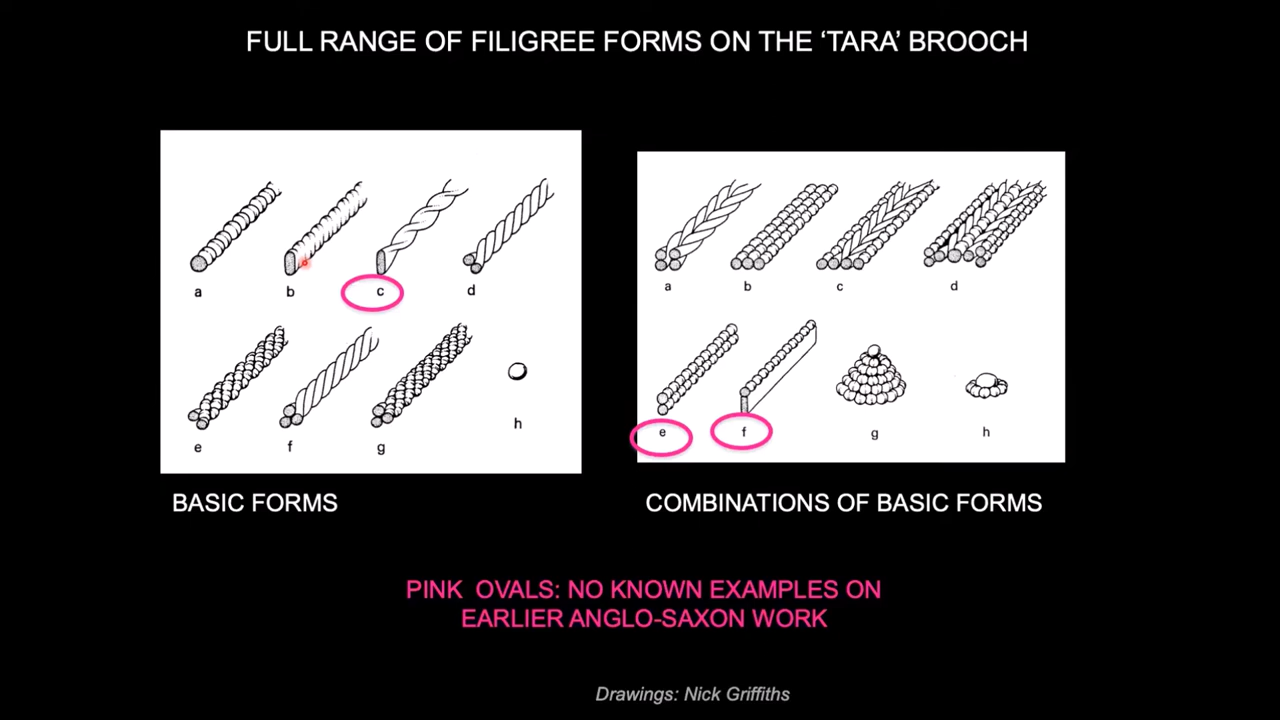 FULL RANGE OF FILIGREE FORMS ON THE ‘TARA’ BROOCH
a b c d
e f g h
a b c d
e f g h
BASIC FORMS
COMBINATIONS OF BASIC FORMS
PINK OVALS: NO KNOWN EXAMPLES ON
EARLIER ANGLO-SAXON WORK
Drawings: Nick Griffiths